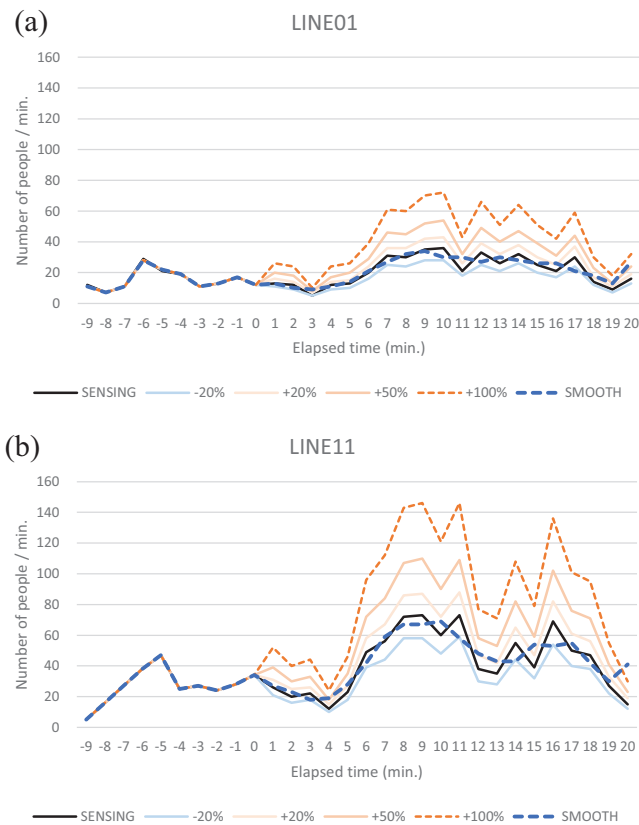 (a)
LINE01
Number of people / min.
160
140
120
100
80
60
40
20
0
-9 -8 -7 -6 -5 -4 -3 -2 -1 0 1 2 3 4 5 6 7 8 9 10 11 12 13 14 15 16 17 18 19 20
Elapsed time (min.)
SENSING -20% +20% +50% +100% SMOOTH
(b)
LINE11
Number of people / min.
160
140
120
100
80
60
40
20
0
-9 -8 -7 -6 -5 -4 -3 -2 -1 0 1 2 3 4 5 6 7 8 9 10 11 12 13 14 15 16 17 18 19 20
Elapsed time (min.)
SENSING -20% +20% +50% +100% SMOOTH